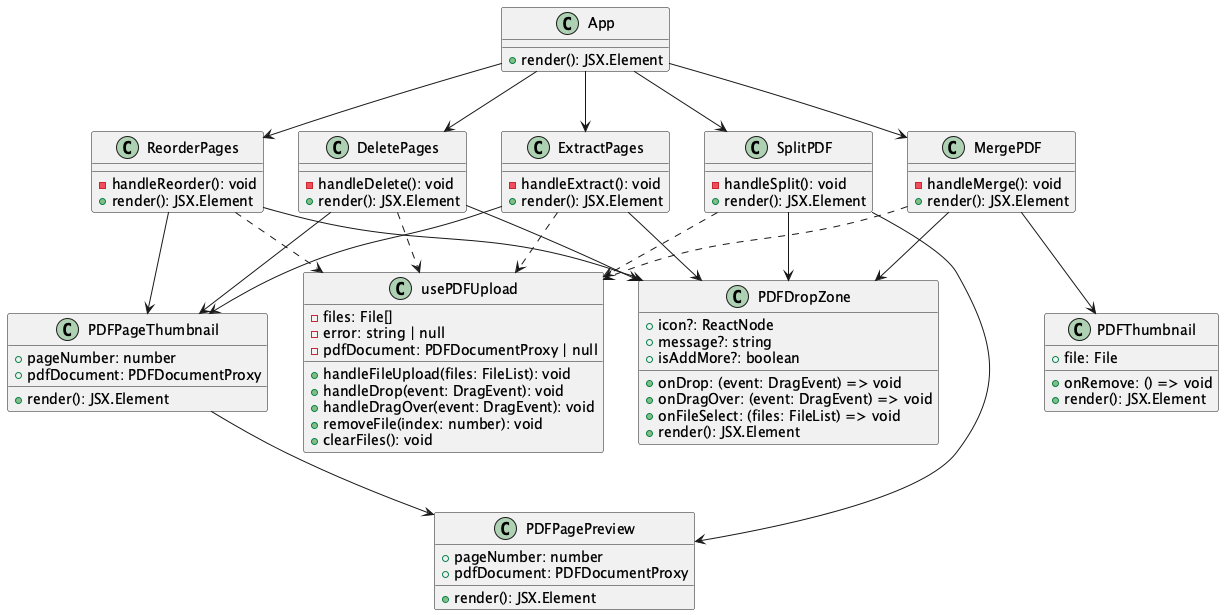 C App
render(): JSX.Element
C ReorderPages
handleReorder(): void
render(): JSX.Element
C DeletePages
handleDelete(): void
render(): JSX.Element
C ExtractPages
handleExtract(): void
render(): JSX.Element
C SplitPDF
handleSplit(): void
render(): JSX.Element
C MergePDF
handleMerge(): void
render(): JSX.Element
C PDFPageThumbnail
pageNumber: number
pdfDocument: PDFDocumentProxy
render(): JSX.Element
C usePDFUpload
files: File[]
error: string | null
pdfDocument: PDFDocumentProxy | null
handleFileUpload(files: FileList): void
handleDrop(event: DragEvent): void
handleDragOver(event: DragEvent): void
removeFile(index: number): void
clearFiles(): void
C PDFDropZone
icon?: ReactNode
message?: string
isAddMore?: boolean
onDrop: (event: DragEvent) => void
onDragOver: (event: DragEvent) => void
onFileSelect: (files: FileList) => void
render(): JSX.Element
C PDFThumbnail
file: File
onRemove: () => void
render(): JSX.Element
C PDFPagePreview
pageNumber: number
pdfDocument: PDFDocumentProxy
render(): JSX.Element